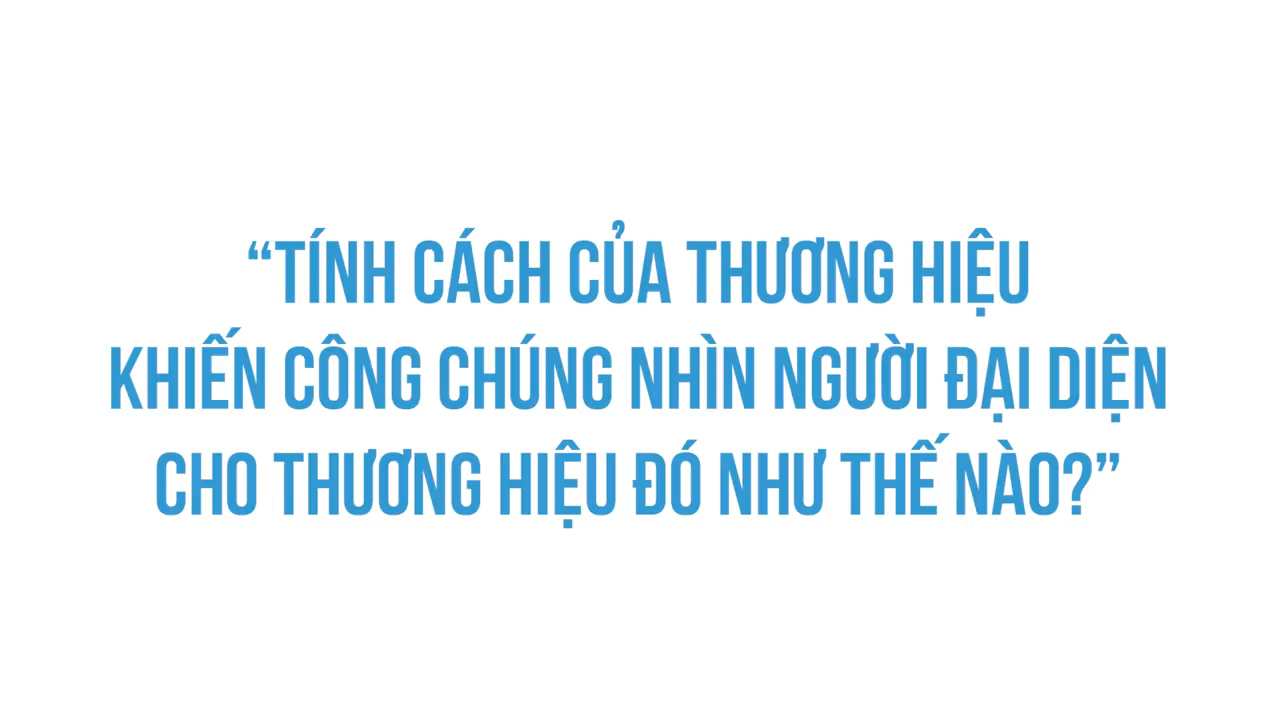 “TÍNH CÁCH CỦA THƯƠNG HIỆU
KHIẾN CÔNG CHÚNG NHÌN NGƯỜI ĐẠI DIỆN
CHO THƯƠNG HIỆU ĐÓ NHƯ THẾ NÀO?”